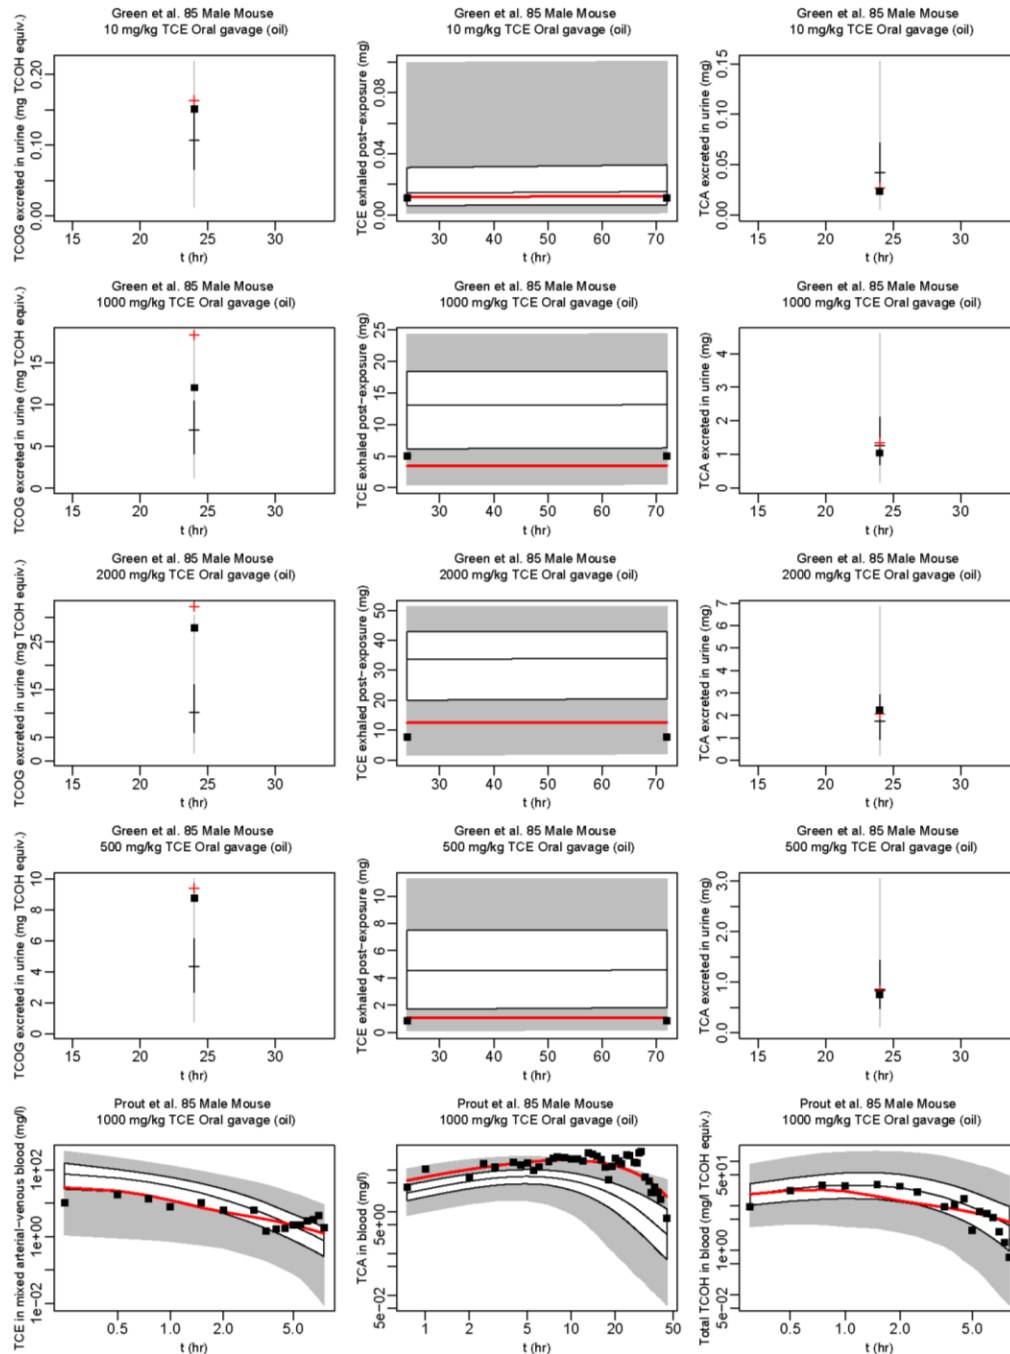 Green et al. 85 Male Mouse
10 mg/kg TCE Oral gavage (oil)
TCOG excreted in urine (mg TCOH equiv.)
0.00 0.10 0.20
15 20 25 30
t (hr)
Green et al. 85 Male Mouse
10 mg/kg TCE Oral gavage (oil)
TCE exhaled post-exposure (mg)
0.00 0.04 0.08
30 40 50 60 70
t (hr)
Green et al. 85 Male Mouse
10 mg/kg TCE Oral gavage (oil)
TCA excreted in urine (mg)
0.00 0.05 0.10 0.15
15 20 25 30
t (hr)
Green et al. 85 Male Mouse
1000 mg/kg TCE Oral gavage (oil)
TCOG excreted in urine (mg TCOH equiv.)
0 5 10 15
15 20 25 30
t (hr)
Green et al. 85 Male Mouse
1000 mg/kg TCE Oral gavage (oil)
TCE exhaled post-exposure (mg)
0 5 10 15 20 25
30 40 50 60 70
t (hr)
Green et al. 85 Male Mouse
1000 mg/kg TCE Oral gavage (oil)
TCA excreted in urine (mg)
0 1 2 3 4
15 20 25 30
t (hr)
Green et al. 85 Male Mouse
2000 mg/kg TCE Oral gavage (oil)
TCOG excreted in urine (mg TCOH equiv.)
0 5 15 25
15 20 25 30
t (hr)
Green et al. 85 Male Mouse
2000 mg/kg TCE Oral gavage (oil)
TCE exhaled post-exposure (mg)
0 10 20 30 40 50
30 40 50 60 70
t (hr)
Green et al. 85 Male Mouse
2000 mg/kg TCE Oral gavage (oil)
TCA excreted in urine (mg)
0 1 2 3 4 5 6 7
15 20 25 30
t (hr)
Green et al. 85 Male Mouse
500 mg/kg TCE Oral gavage (oil)
TCOG excreted in urine (mg TCOH equiv.)
0 2 4 6 8 10
15 20 25 30
t (hr)
Green et al. 85 Male Mouse
500 mg/kg TCE Oral gavage (oil)
TCE exhaled post-exposure (mg)
0 2 4 6 8 10
30 40 50 60 70
t (hr)
Green et al. 85 Male Mouse
500 mg/kg TCE Oral gavage (oil)
TCA excreted in urine (mg)
0.0 1.0 2.0 3.0
15 20 25 30
t (hr)
Prout et al. 85 Male Mouse
1000 mg/kg TCE Oral gavage (oil)
TCE in mixed arterial-venous blood (mg/l)
1e-02 1e+00 1e+02
0.5 1.0 2.0 5.0
t (hr)
Prout et al. 85 Male Mouse
1000 mg/kg TCE Oral gavage (oil)
TCA in blood (mg/l)
5e-02 5e+00
1 2 5 10 20 50
t (hr)
Prout et al. 85 Male Mouse
1000 mg/kg TCE Oral gavage (oil)
Total TCOH in blood (mg/l TCOH equiv.)
5e-02 1e+00 5e+01
0.5 1.0 2.0 5.0
t (hr)